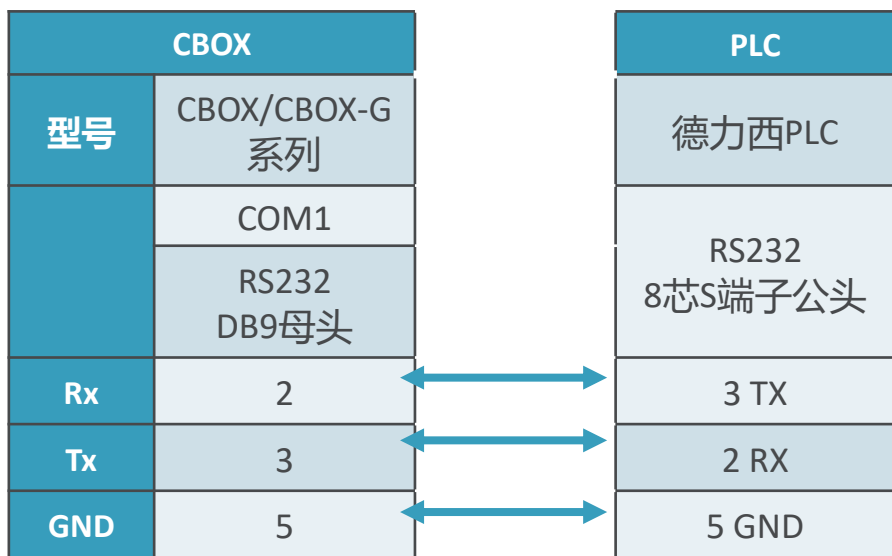 CBOX
PLC
型号
CBOX/CBOX-G
系列
德力西PLC
COM1
RS232
DB9母头
RS232
8芯S端子公头
Rx
2
3 TX
Tx
3
2 RX
GND
5
5 GND